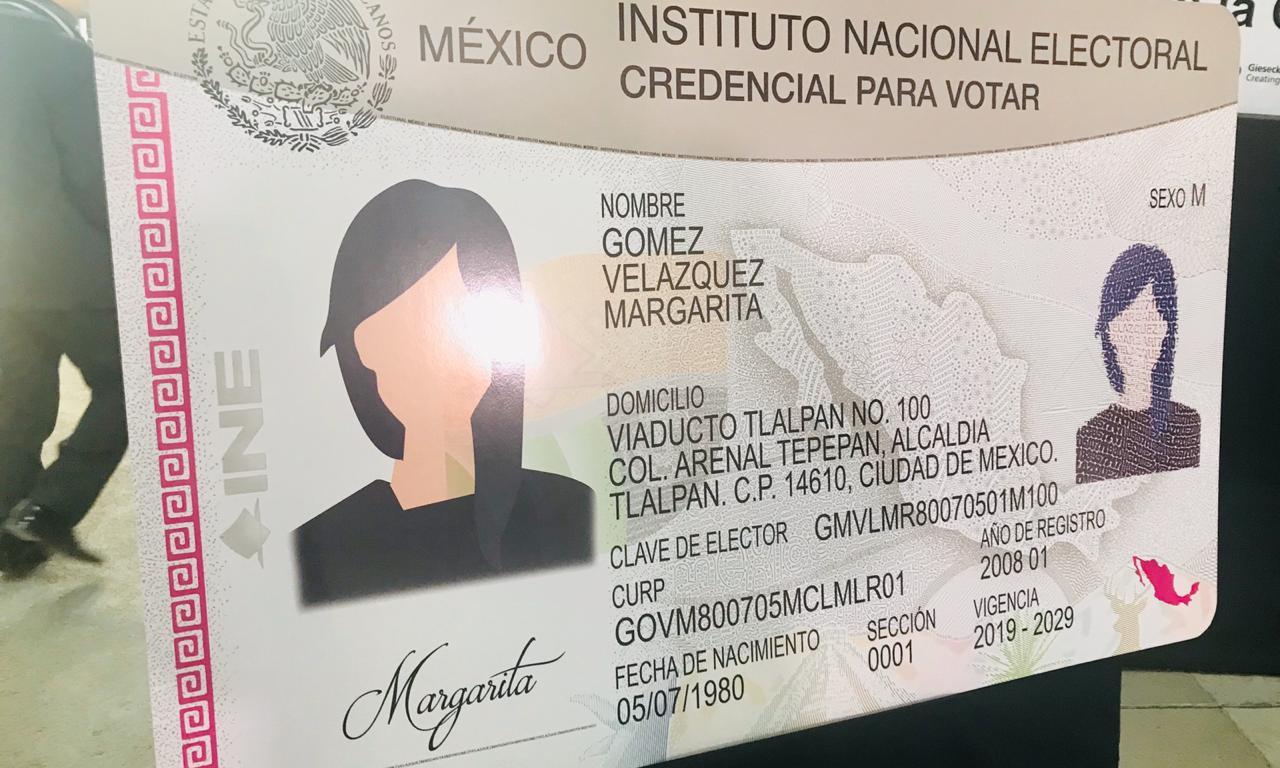 MÉXICO
INSTITUTO NACIONAL ELECTORAL
CREDENCIAL PARA VOTAR
Gieseck
Creating
NOMBRE
GOMEZ
VELAZQUEZ
MARGARITA
SEXO M
DOMICILIO
VIADUCTO TLALPAN NO. 100
COL. ARENAL TEPEPAN, ALCALDIA
TLALPAN. C.P. 14610, CIUDAD DE MEXICO.
CLAVE DE ELECTOR GMVLMR80070501M100
CURP
GOVM800705MCLMLR01
AÑO DE REGISTRO
2008 01
FECHA DE NACIMIENTO
05/07/1980
SECCIÓN
0001
VIGENCIA
2019 - 2029
INE
Margarita